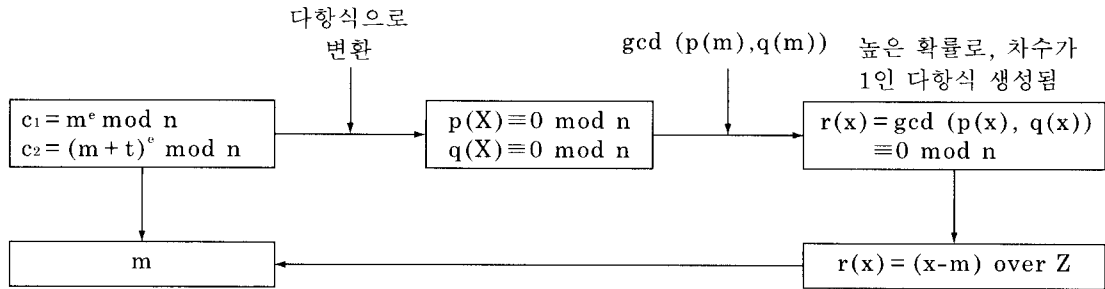 다항식으로
변환
gcd (p(m),q(m))
높은 확률로, 차수가
1인 다항식 생성됨
c₁=mᵉ mod n
c₂=(m+t)ᵉ mod n
p(X)≡0 mod n
q(X)≡0 mod n
r(x)=gcd (p(x), q(x))
≡0 mod n
m
r(x)=(x-m) over Z